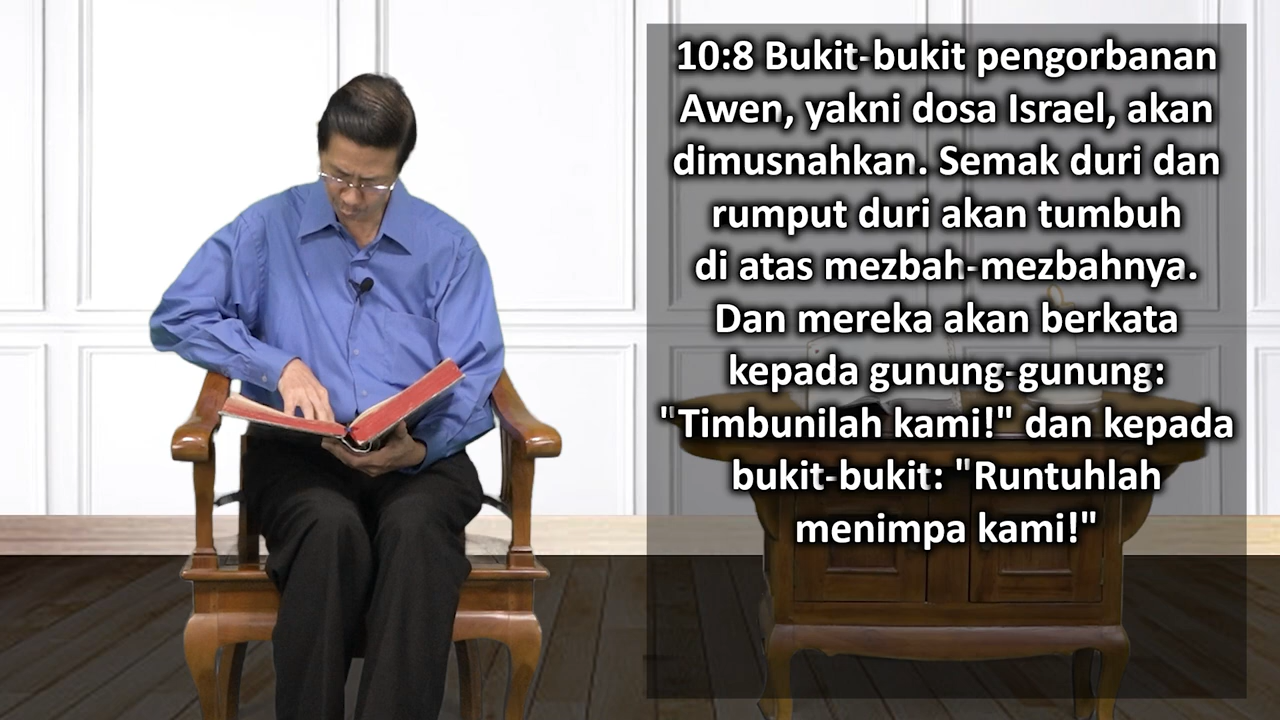 10:8 Bukit-bukit pengorbanan
Awen, yakni dosa Israel, akan
dimusnahkan. Semak duri dan
rumput duri akan tumbuh
di atas mezbah-mezbahnya.
Dan mereka akan berkata
kepada gunung-gunung:
"Timbunilah kami!" dan kepada
bukit-bukit: "Runtuhlah
menimpa kami!"